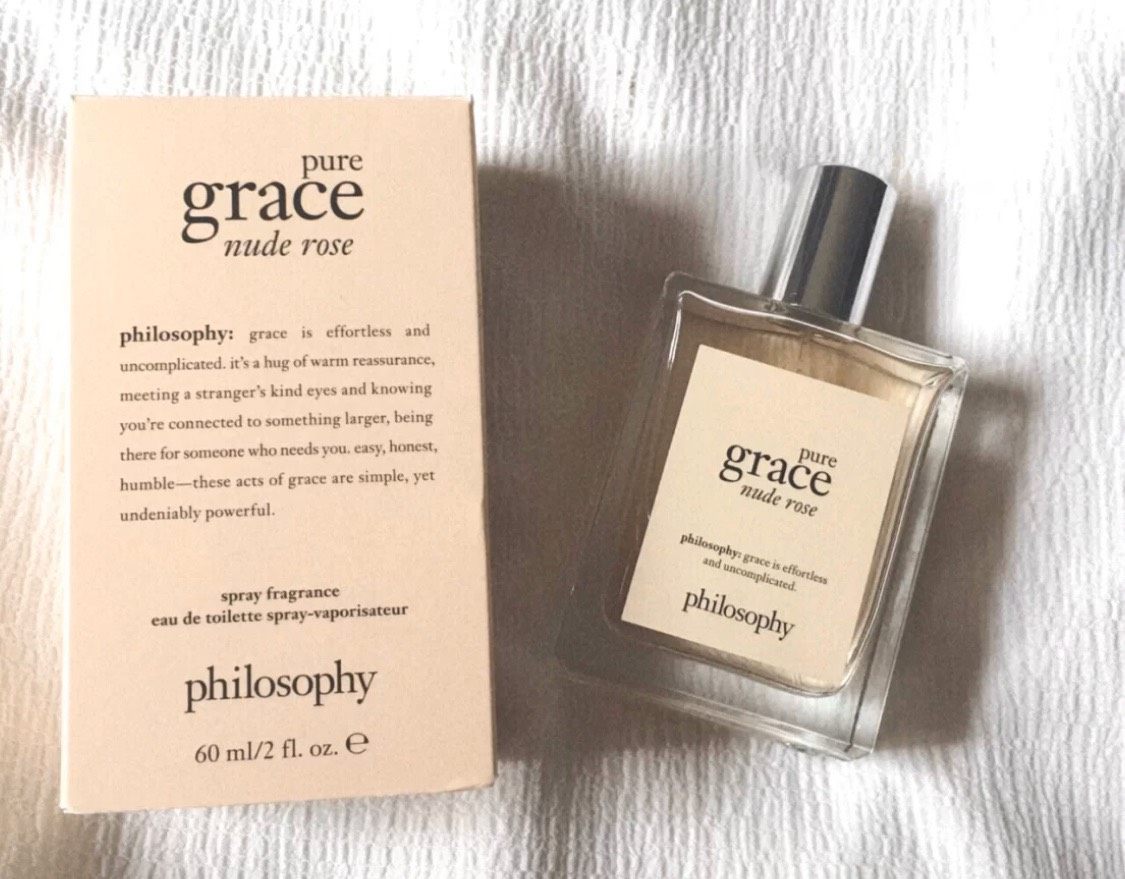 pure
grace
nude rose
philosophy: grace is effortless and
uncomplicated. it's a hug of warm reassurance,
meeting a stranger's kind eyes and knowing
you're connected to something larger, being
there for someone who needs you. easy, honest,
humble—these acts of grace are simple, yet
undeniably powerful.
spray fragrance
eau de toilette spray-vaporisateur
philosophy
60 ml/2 fl. oz. ℮
pure
grace
nude rose
philosophy: grace is effortless
and uncomplicated.
philosophy